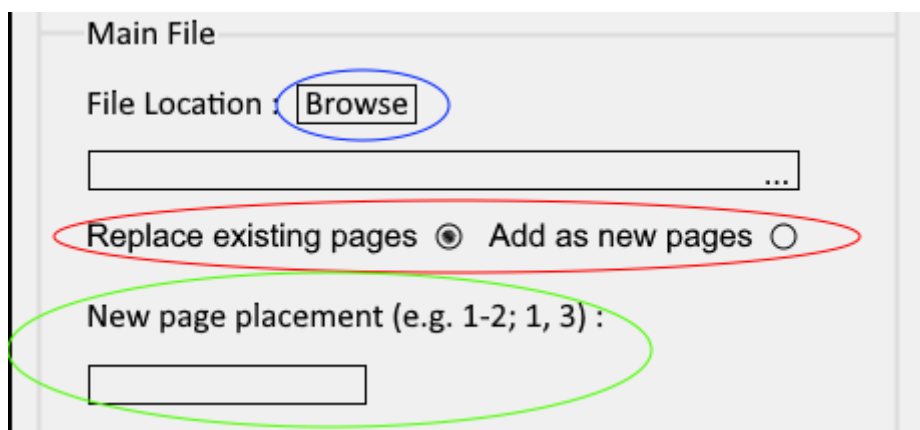 Main File
File Location : Browse
...
Replace existing pages Add as new pages
New page placement (e.g. 1-2; 1, 3) :